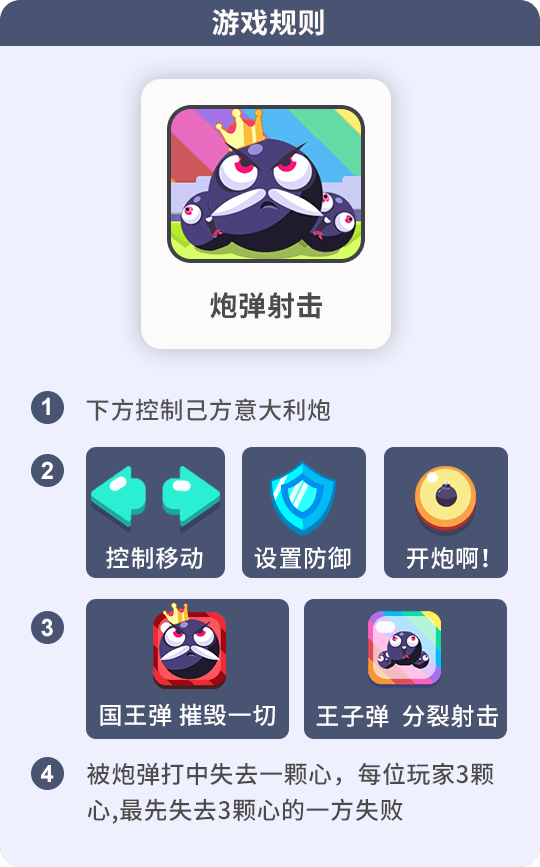 游戏规则
炮弹射击
1 下方控制己方意大利炮
2
控制移动 设置防御 开炮啊!
3
国王弹 摧毁一切 王子弹 分裂射击
4 被炮弹打中失去一颗心，每位玩家3颗
心,最先失去3颗心的一方失败